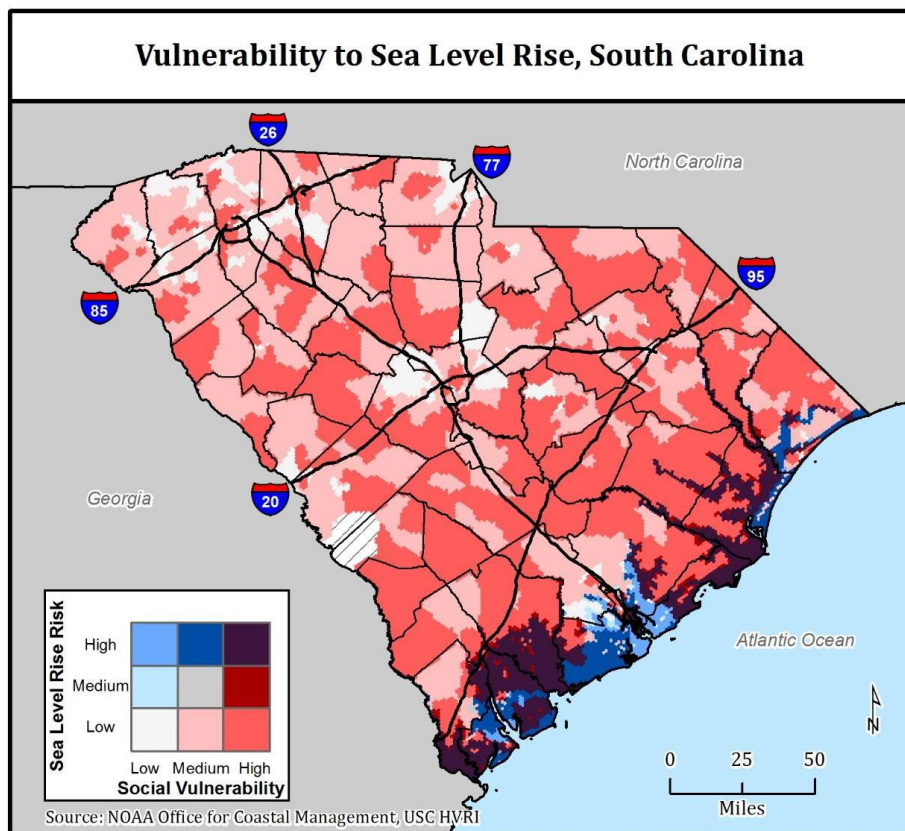 Vulnerability to Sea Level Rise, South Carolina
26
77
North Carolina
95
85
20
Georgia
Atlantic Ocean
N
Sea Level Rise Risk
High
Medium
Low
Low Medium High
Social Vulnerability
0 25 50
Miles
Source: NOAA Office for Coastal Management, USC HVRI